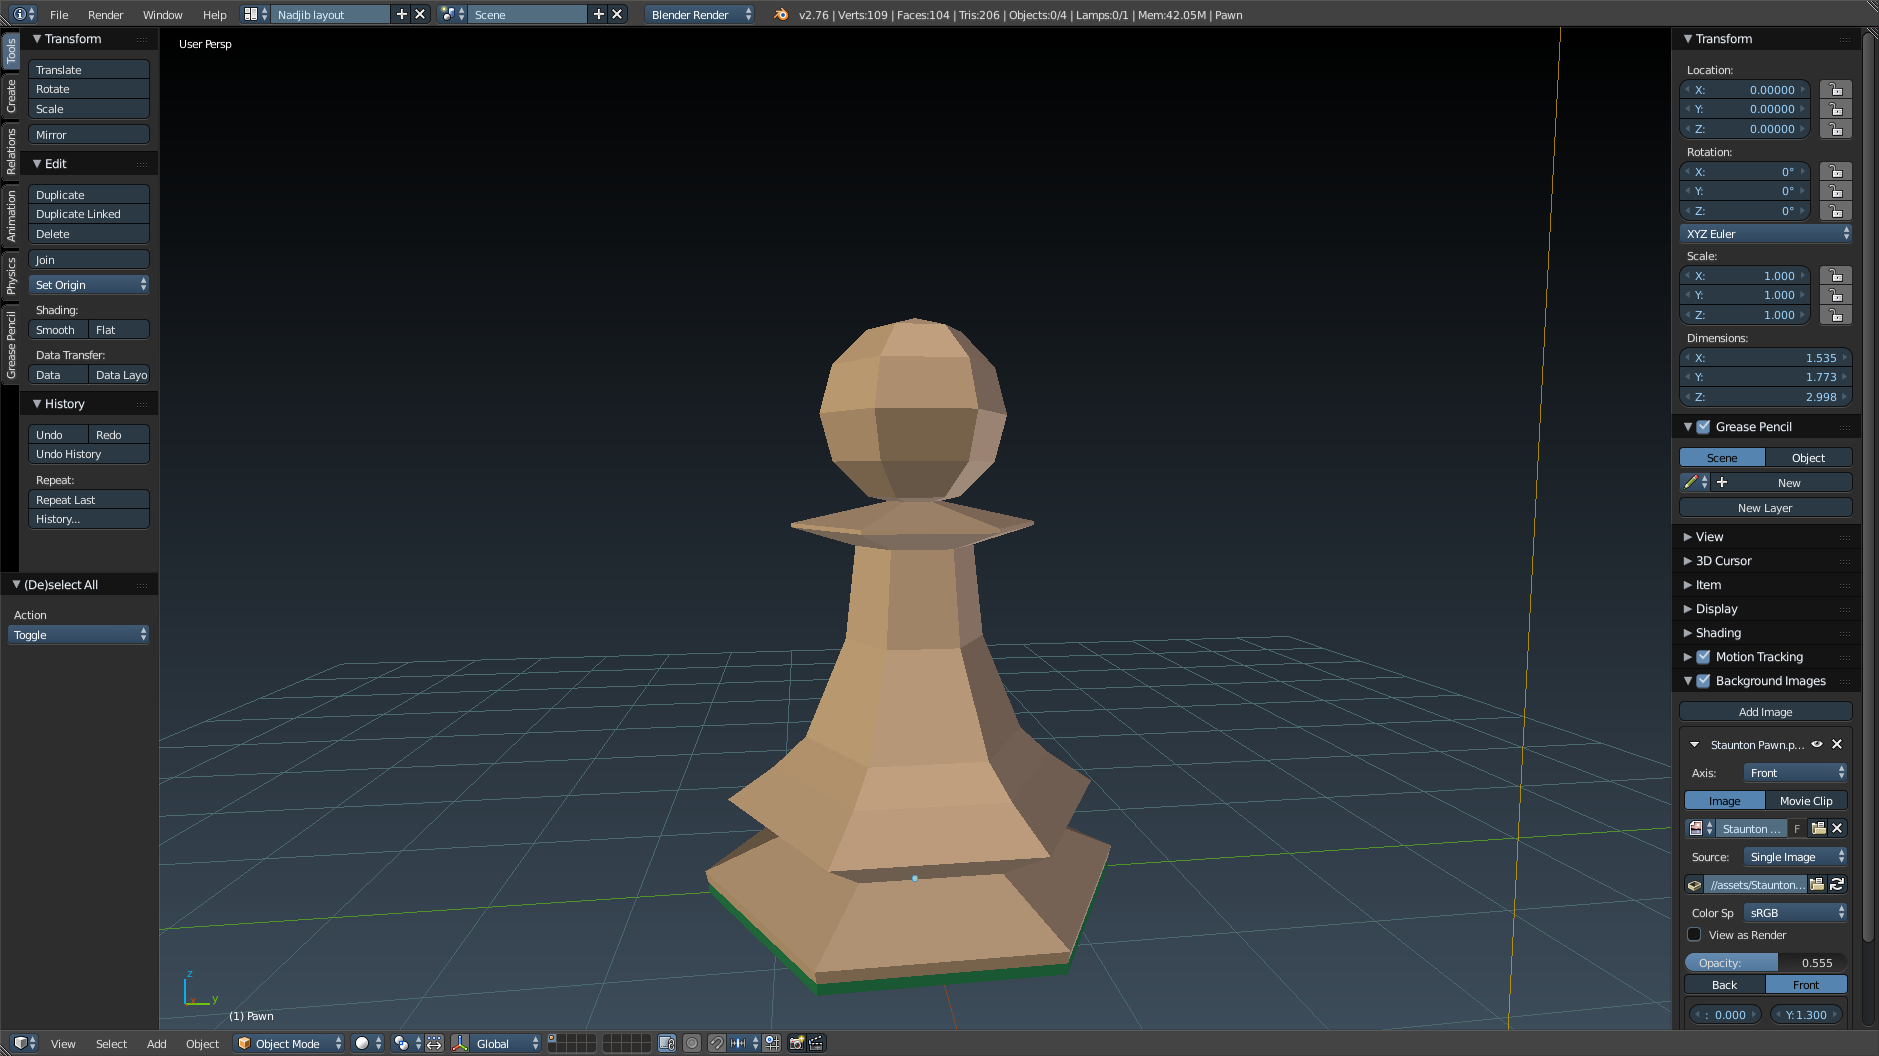 File Render Window Help Nadjib layout Scene Blender Render v2.76 | Verts:109 | Faces:104 | Tris:206 | Objects:0/4 | Lamps:0/1 | Mem:42.05M | Pawn
Tools
Create
Relations
Animation
Physics
Grease Pencil
Transform
Translate
Rotate
Scale
Mirror
Edit
Duplicate
Duplicate Linked
Delete
Join
Set Origin
Shading:
Smooth Flat
Data Transfer:
Data Data Layo
History
Undo Redo
Undo History
Repeat:
Repeat Last
History...
(De)select All
Action
Toggle
User Persp
z
x
y
(1) Pawn
Transform
Location:
X: 0.00000
Y: 0.00000
Z: 0.00000
Rotation:
X: 0°
Y: 0°
Z: 0°
XYZ Euler
Scale:
X: 1.000
Y: 1.000
Z: 1.000
Dimensions:
X: 1.535
Y: 1.773
Z: 2.998
Grease Pencil
Scene Object
New
New Layer
View
3D Cursor
Item
Display
Shading
Motion Tracking
Background Images
Add Image
Staunton Pawn.p...
Axis: Front
Image Movie Clip
Staunton ... F
Source: Single Image
//assets/Staunton...
Color Sp sRGB
View as Render
Opacity: 0.555
Back Front
: 0.000 Y:1.300
View Select Add Object Object Mode Global